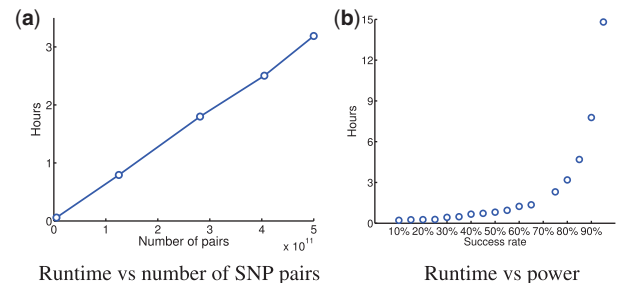 (a)
3
2
1
0
Hours
0 1 2 3 4 5
Number of pairs
x 10^11
Runtime vs number of SNP pairs
(b)
15
12
9
6
3
0
Hours
10% 20% 30% 40% 50% 60% 70% 80% 90%
Success rate
Runtime vs power